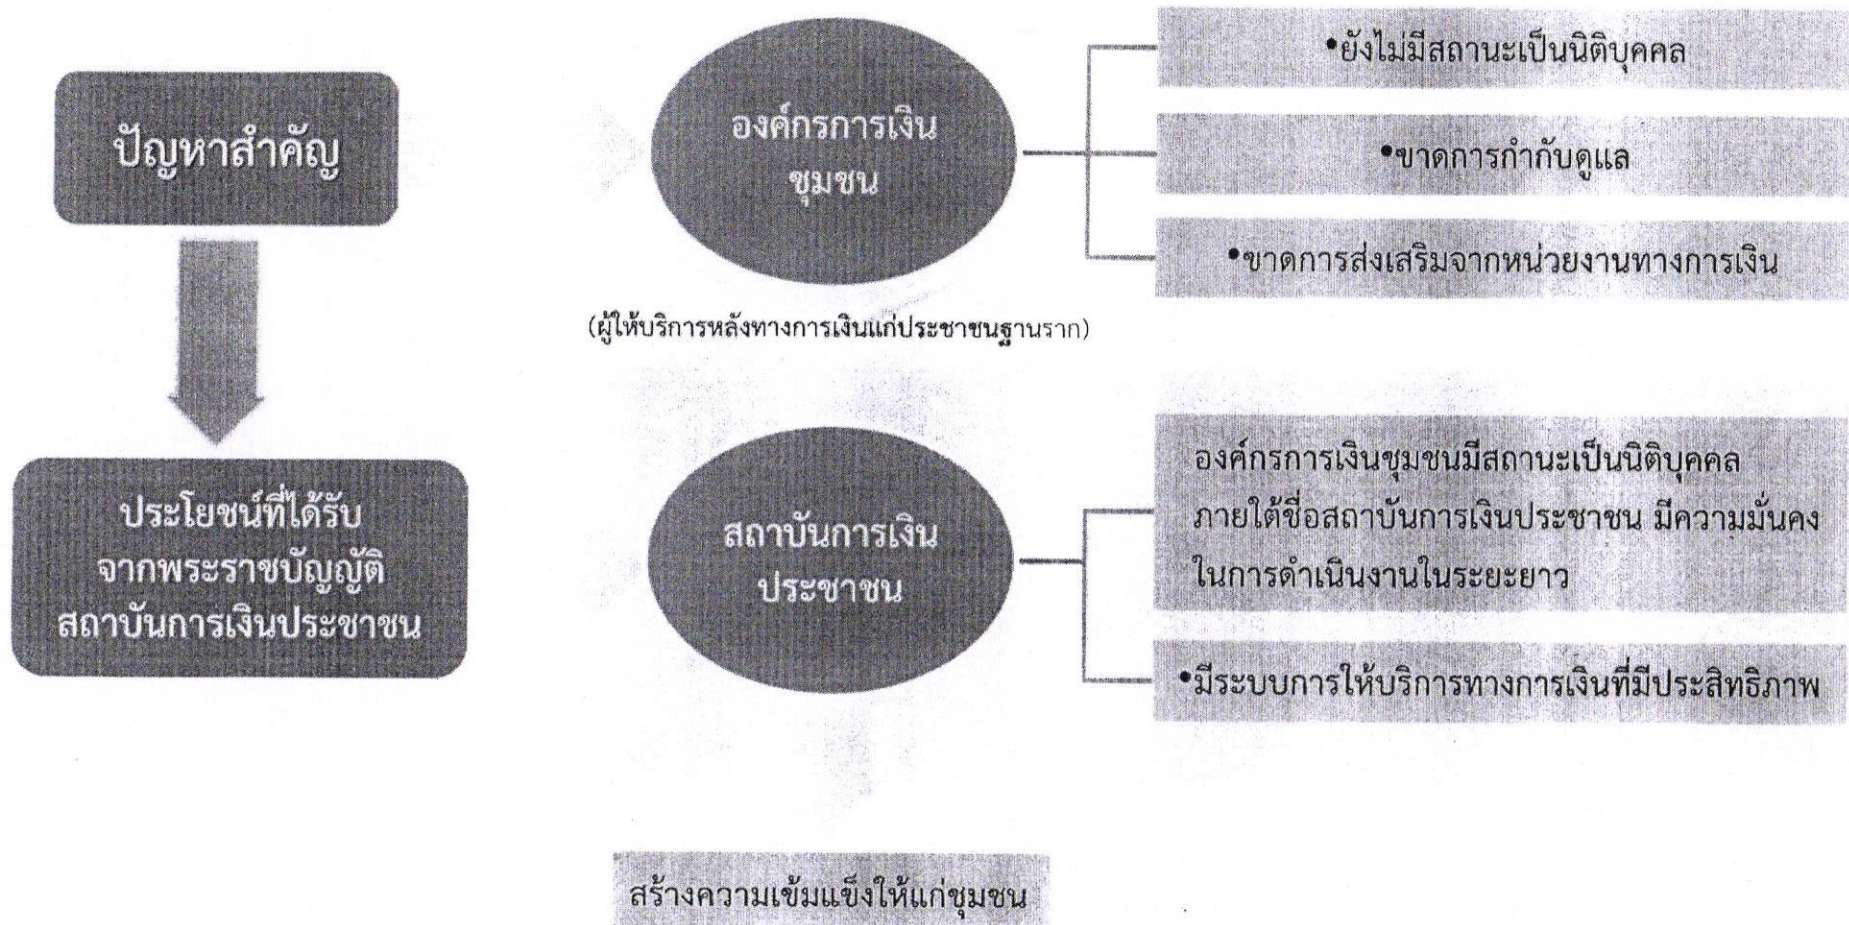 ปัญหาสำคัญ
องค์กรการเงิน
ชุมชน
•ยังไม่มีสถานะเป็นนิติบุคคล
•ขาดการกำกับดูแล
•ขาดการส่งเสริมจากหน่วยงานทางการเงิน
(ผู้ให้บริการหลังทางการเงินแก่ประชาชนฐานราก)
ประโยชน์ที่ได้รับ
จากพระราชบัญญัติ
สถาบันการเงินประชาชน
สถาบันการเงิน
ประชาชน
องค์กรการเงินชุมชนมีสถานะเป็นนิติบุคคล
ภายใต้ชื่อสถาบันการเงินประชาชน มีความมั่นคง
ในการดำเนินงานในระยะยาว
•มีระบบการให้บริการทางการเงินที่มีประสิทธิภาพ
สร้างความเข้มแข็งให้แก่ชุมชน